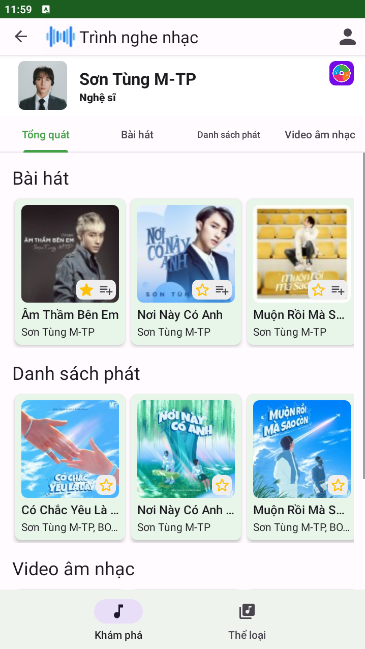 11:59 A
Trình nghe nhạc
Sơn Tùng M-TP
Nghệ sĩ
Tổng quát Bài hát Danh sách phát Video âm nhạc
Bài hát
ÂM THẦM BÊN EM
NƠI NÀY CÓ ANH
SƠN TÙNG
MUỘN RỒI MÀ SAO
Âm Thầm Bên Em Nơi Này Có Anh Muộn Rồi Mà S...
Sơn Tùng M-TP Sơn Tùng M-TP Sơn Tùng M-TP
Danh sách phát
CÓ CHẮC YÊU LÀ ĐÂY
NƠI NÀY CÓ ANH
MUỘN RỒI MÀ SAO CÒN
Có Chắc Yêu Là ... Nơi Này Có Anh ... Muộn Rồi Mà S...
Sơn Tùng M-TP, BO... Sơn Tùng M-TP Sơn Tùng M-TP, BO...
Video âm nhạc
Khám phá Thể loại